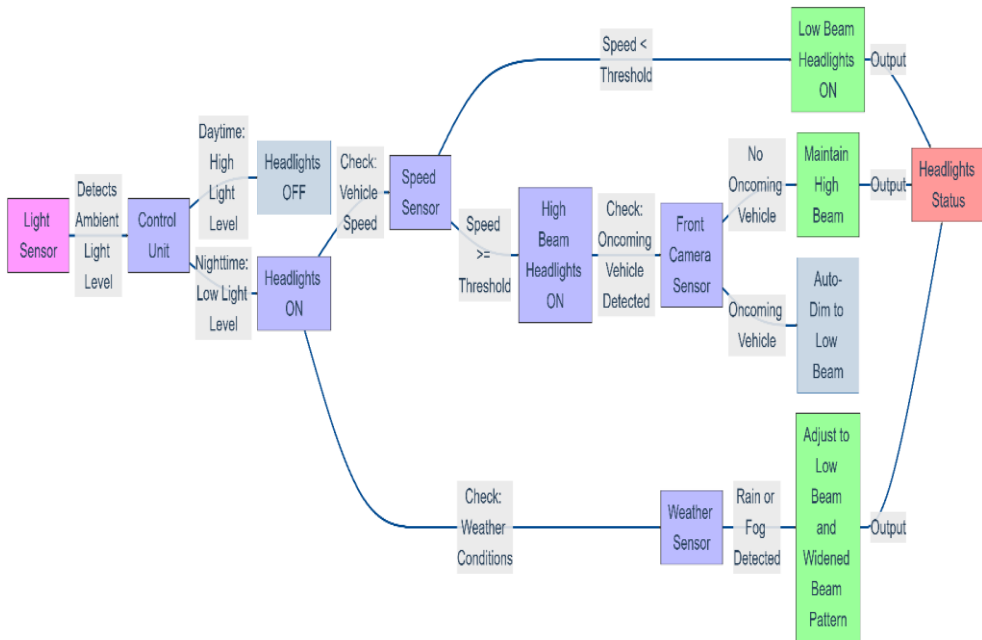 Light
Sensor
Detects
Ambient
Light
Level
Control
Unit
Daytime:
High
Light
Level
Headlights
OFF
Nighttime:
Low Light
Level
Headlights
ON
Check:
Vehicle
Speed
Speed
Sensor
Speed <
Threshold
Low Beam
Headlights
ON
Output
Speed
>=
Threshold
High
Beam
Headlights
ON
Check:
Oncoming
Vehicle
Detected
Front
Camera
Sensor
No
Oncoming
Vehicle
Maintain
High
Beam
Output
Oncoming
Vehicle
Auto-
Dim to
Low
Beam
Check:
Weather
Conditions
Weather
Sensor
Rain or
Fog
Detected
Adjust to
Low
Beam
and
Widened
Beam
Pattern
Output
Headlights
Status